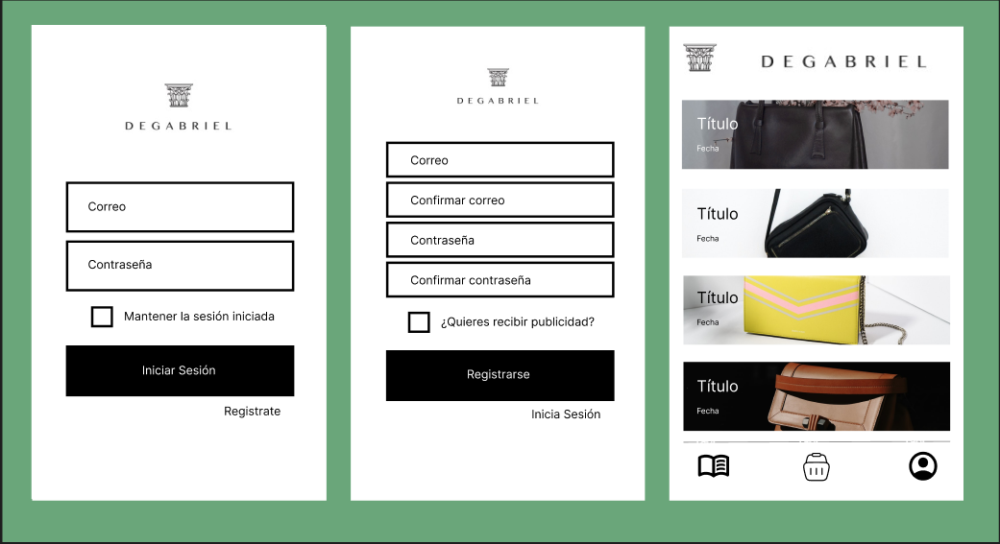 DEGABRIEL
Correo
Contraseña
Mantener la sesión iniciada
Iniciar Sesión
Registrate
DEGABRIEL
Correo
Confirmar correo
Contraseña
Confirmar contraseña
¿Quieres recibir publicidad?
Registrarse
Inicia Sesión
DEGABRIEL
Título
Fecha
Título
Fecha
Título
Fecha
Título
Fecha